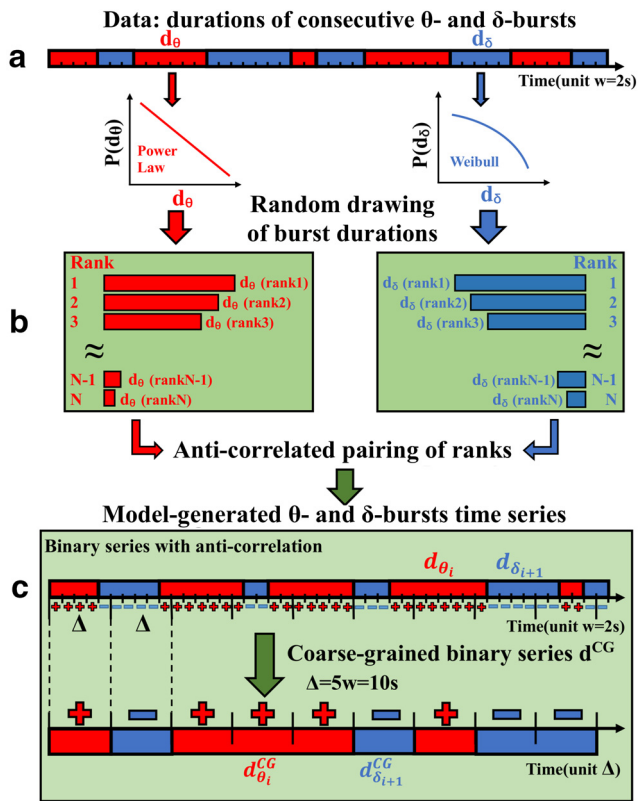 Data: durations of consecutive θ- and δ-bursts
a
dθ
dδ
Time(unit w=2s)
P(dθ)
Power
Law
dθ
P(dδ)
Weibull
dδ
Random drawing
of burst durations
b
Rank
1
dθ (rank1)
2
dθ (rank2)
3
dθ (rank3)
≈
N-1
dθ (rankN-1)
N
dθ (rankN)
Rank
dδ (rank1)
1
dδ (rank2)
2
dδ (rank3)
3
≈
dδ (rankN-1)
N-1
dδ (rankN)
N
Anti-correlated pairing of ranks
Model-generated θ- and δ-bursts time series
Binary series with anti-correlation
c
dθi
dδi+1
Δ
Δ
Time(unit w=2s)
Coarse-grained binary series dCG
Δ=5w=10s
+ − + + + − + − −
dCGθi
dCGδi+1
Time(unit Δ)